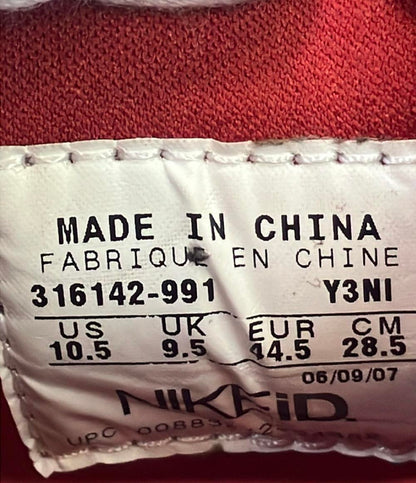 MADE IN CHINA
FABRIQUE EN CHINE
316142-991 Y3NI
US UK EUR CM
10.5 9.5 44.5 28.5
06/09/07
NIKEiD.
UPC